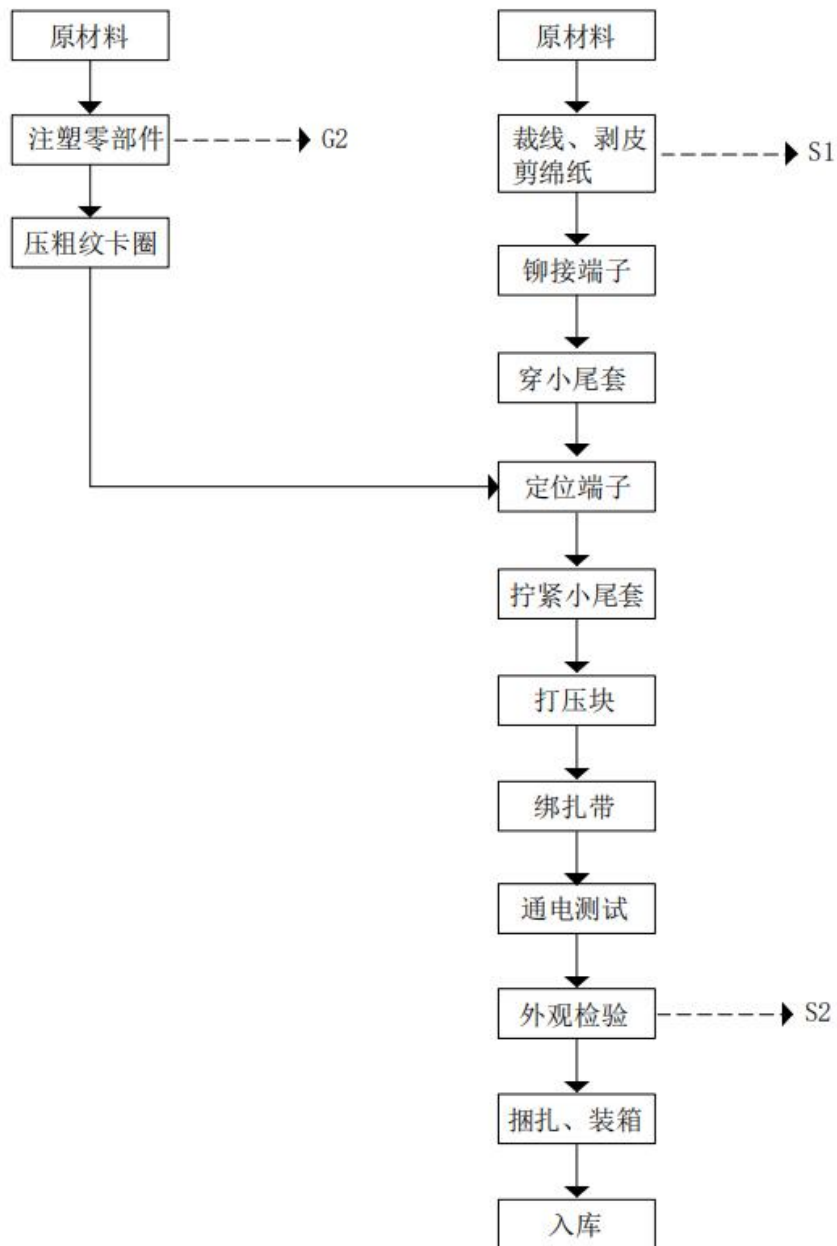 原材料
注塑零部件
G2
压粗纹卡圈
原材料
裁线、剥皮
剪绵纸
S1
铆接端子
穿小尾套
定位端子
拧紧小尾套
打压块
绑扎带
通电测试
外观检验
S2
捆扎、装箱
入库